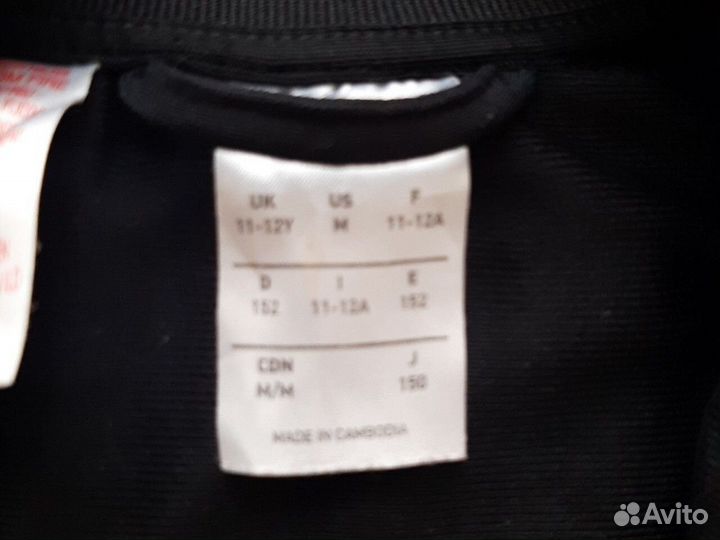 UK US F
11-12Y M 11-12A
D I E
152 11-12A 152
CDN J
M/M 150
MADE IN CAMBODIA
Avito